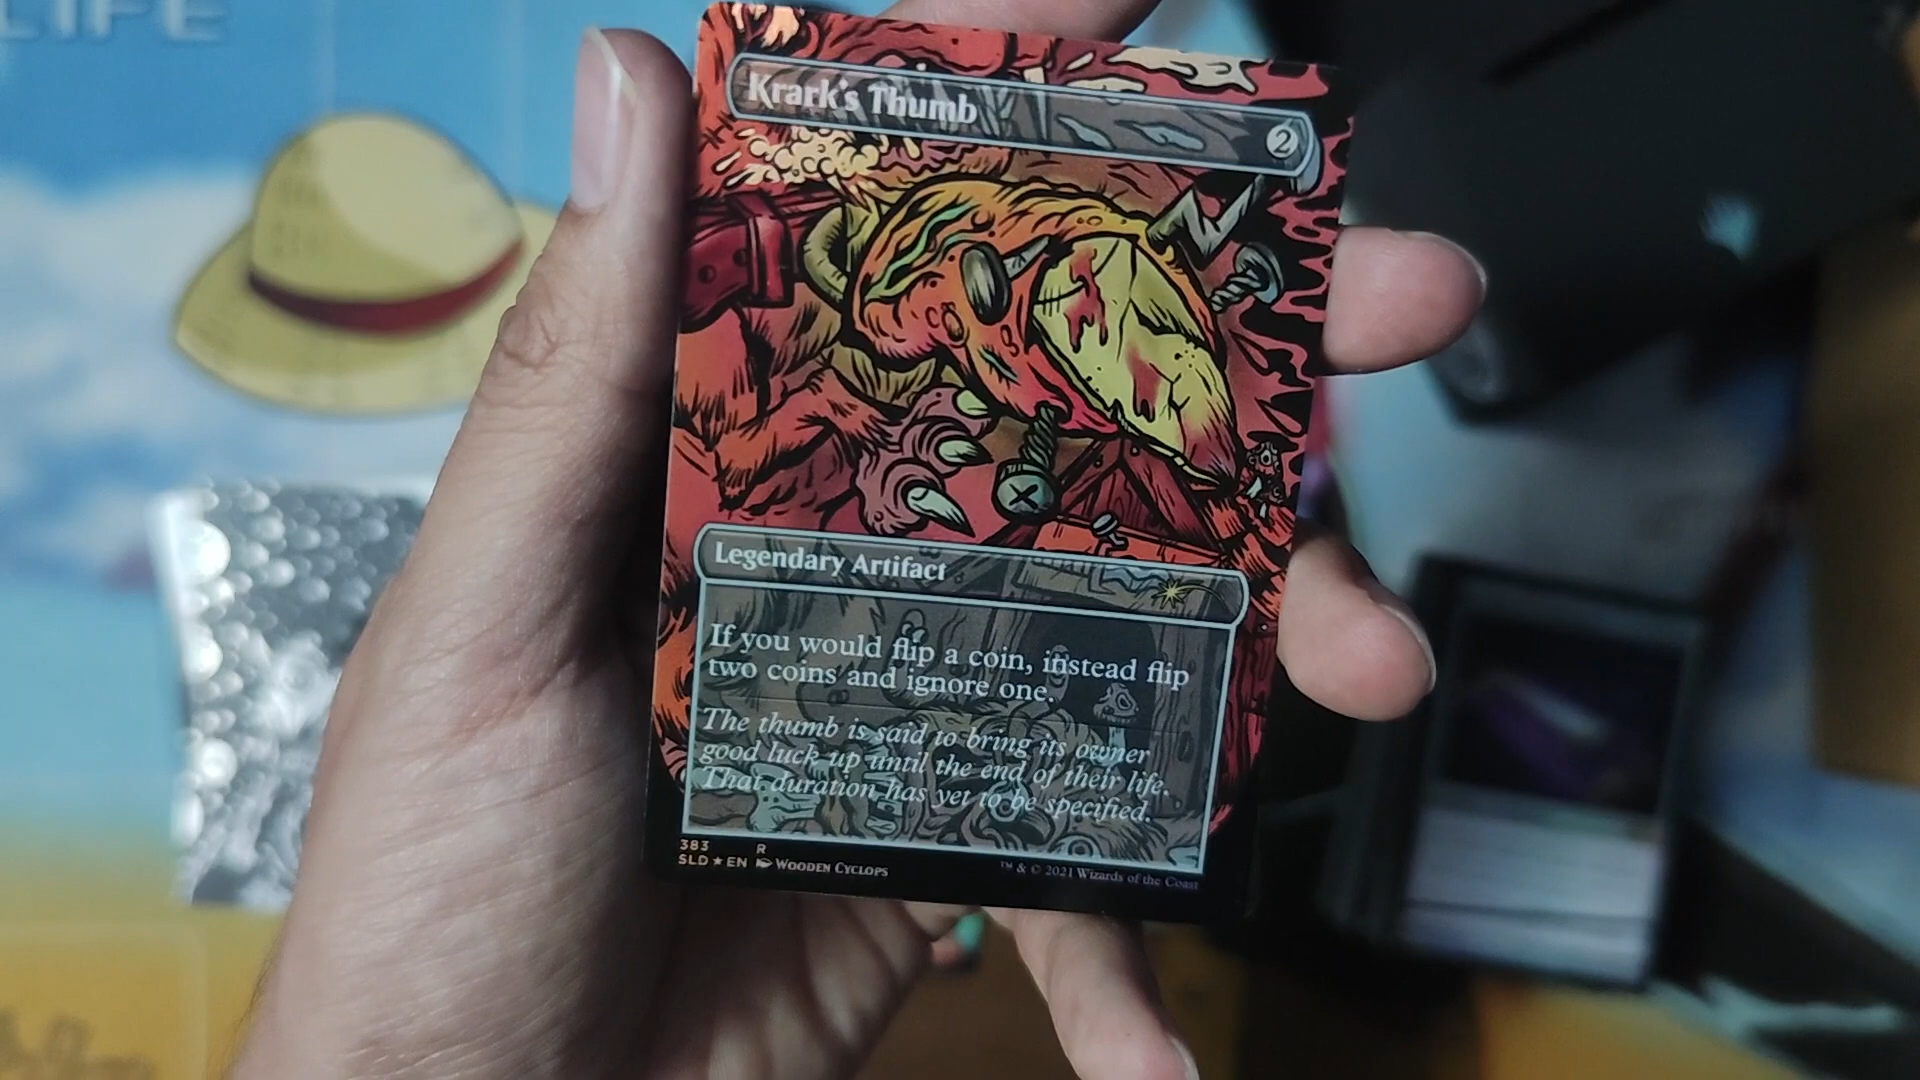 LIFE
Krark's Thumb 2
Legendary Artifact
If you would flip a coin, instead flip
two coins and ignore one.
The thumb is said to bring its owner
good luck up until the end of their life.
That duration has yet to be specified.
383 R
SLD ★ EN WOODEN CYCLOPS
™ & © 2021 Wizards of the Coast